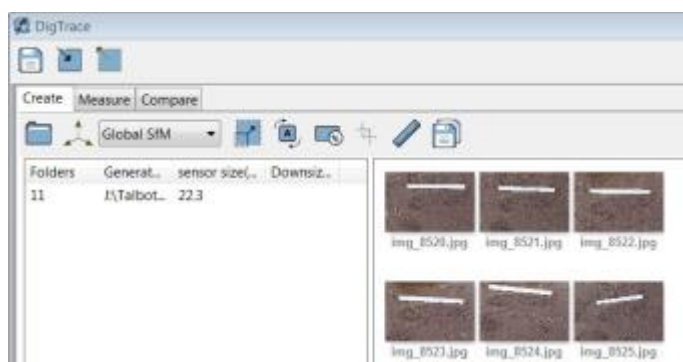 DigTrace
Create Measure Compare
Global SfM
Folders Generat... sensor size(... Downsiz...
11 J:\Talbot... 22.3
img_8520.jpg img_8521.jpg img_8522.jpg
img_8523.jpg img_8524.jpg img_8525.jpg